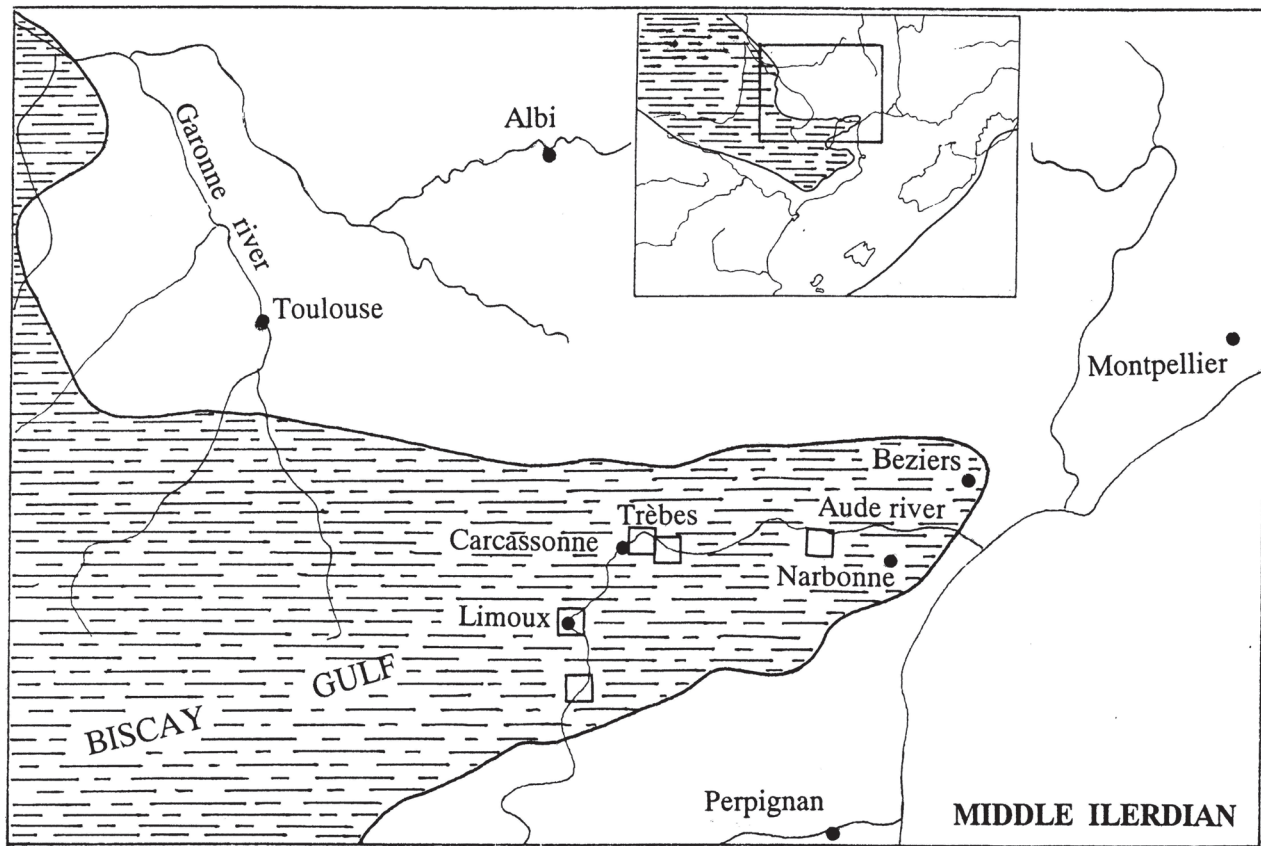 Albi
Garonne river
Toulouse
Montpellier
Beziers
Aude river
Trèbes
Carcassonne
Narbonne
Limoux
BISCAY GULF
Perpignan
MIDDLE ILERDIAN